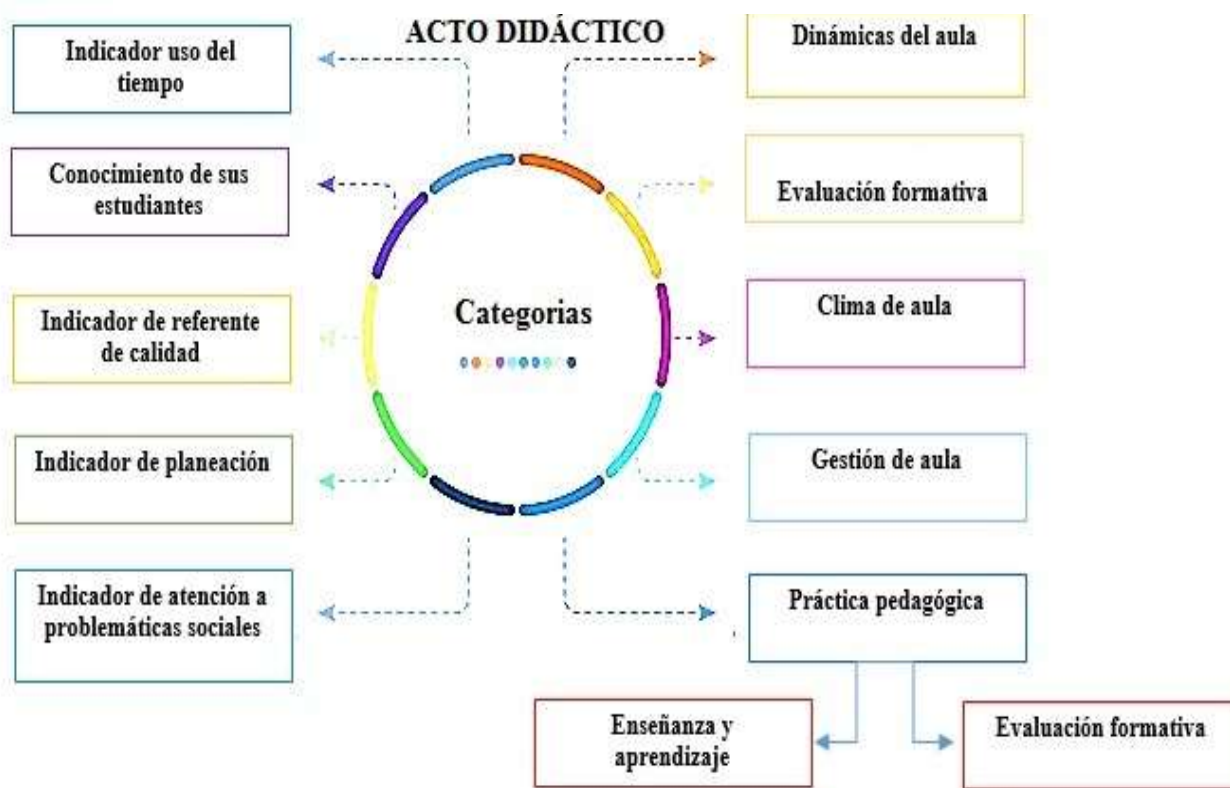 ACTO DIDÁCTICO
Indicador uso del
tiempo
Conocimiento de sus
estudiantes
Indicador de referente
de calidad
Indicador de planeación
Indicador de atención a
problemáticas sociales
Categorias
Dinámicas del aula
Evaluación formativa
Clima de aula
Gestión de aula
Práctica pedagógica
Enseñanza y
aprendizaje
Evaluación formativa